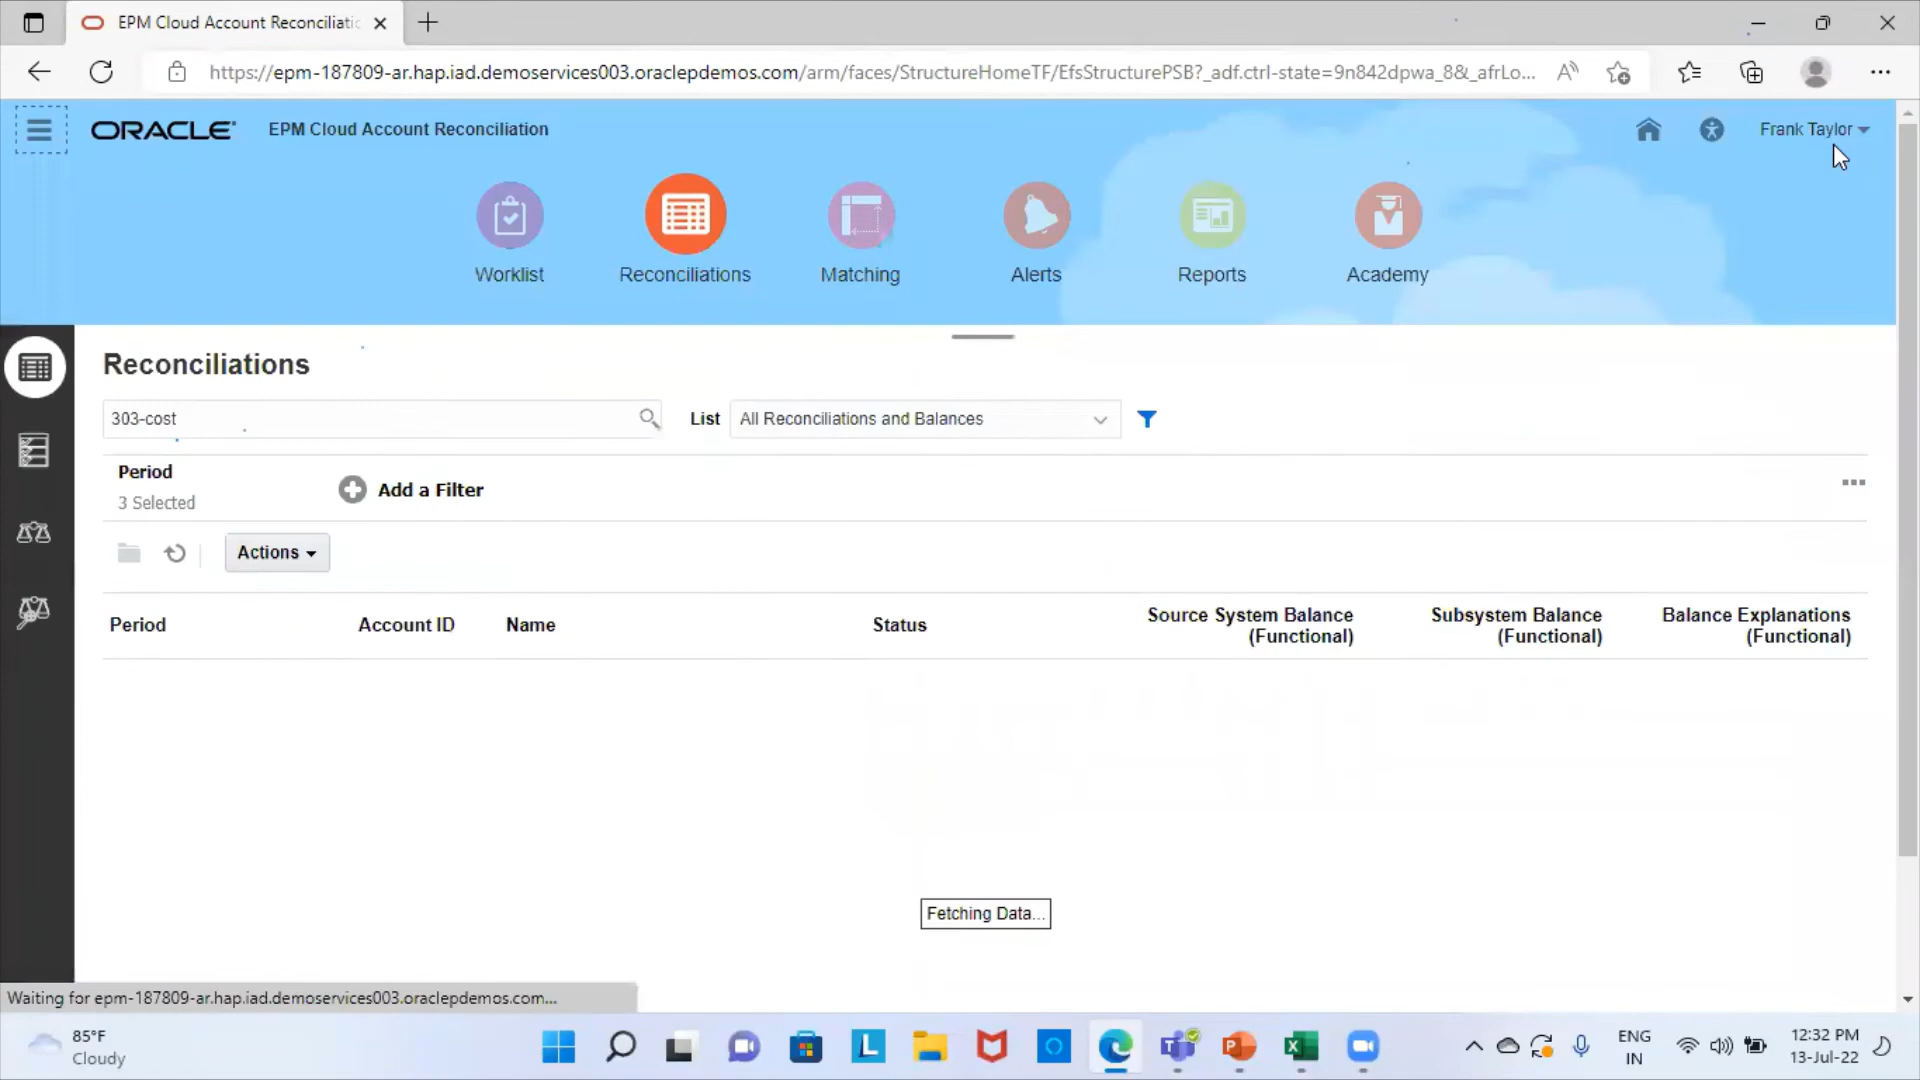 EPM Cloud Account Reconciliatic
https://epm-187809-ar.hap.iad.demoservices003.oraclepdemos.com/arm/faces/StructureHomeTF/EfsStructurePSB?_adf.ctrl-state=9n842dpwa_8&_afrLo...
ORACLE EPM Cloud Account Reconciliation
Frank Taylor
Worklist Reconciliations Matching Alerts Reports Academy
Reconciliations
303-cost
List All Reconciliations and Balances
Period
3 Selected
Add a Filter
Actions
Period Account ID Name Status
Source System Balance
(Functional)
Subsystem Balance
(Functional)
Balance Explanations
(Functional)
Fetching Data...
Waiting for epm-187809-ar.hap.iad.demoservices003.oraclepdemos.com...
85°F
Cloudy
ENG
IN
12:32 PM
13-Jul-22